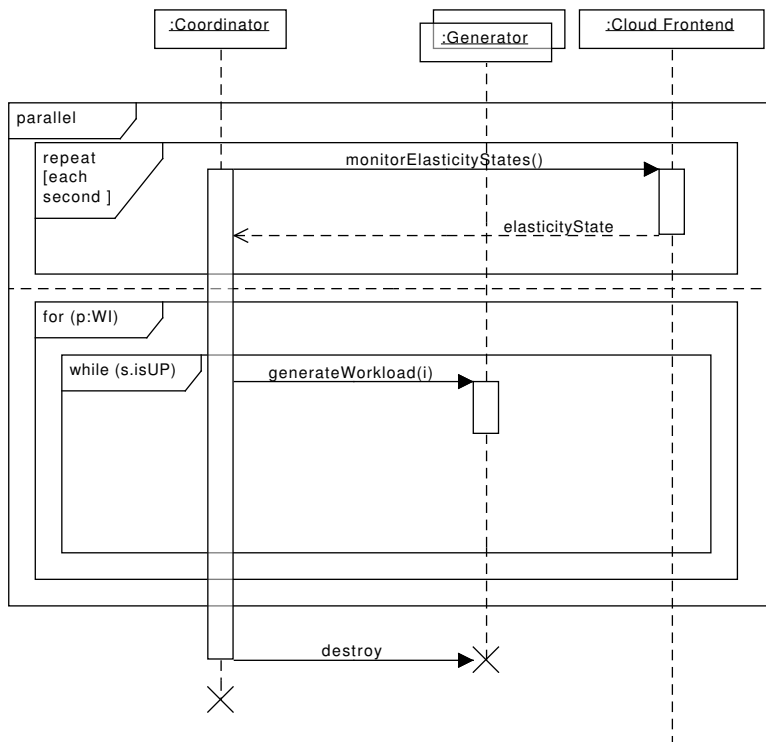 :Coordinator
:Generator
:Cloud Frontend
parallel
repeat
[each
second ]
monitorElasticityStates()
elasticityState
for (p:WI)
while (s.isUP)
generateWorkload(i)
destroy